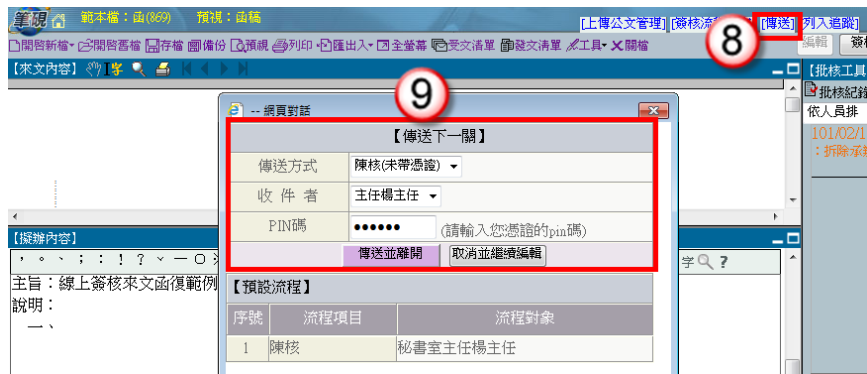 筆硯 範本檔：函(869) 預視：函稿
[上傳公文管理] [簽核流 [傳送] 列入追蹤]
開啟新檔 開啟舊檔 存檔 備份 預視 列印 匯出入 全螢幕 受文清單 發文清單 工具 關檔
8
編輯 簽核
【來文內容】
【批核工具
批核紀錄
依人員排
101/02/1
：拆除承辦
9
-- 網頁對話
【傳送下一關】
傳送方式 陳核(未帶憑證)
收 件 者 主任楊主任
PIN碼 •••••• (請輸入您憑證的pin碼)
傳送並離開 取消並繼續編輯
【擬辦內容】
，。、；：！？ˇ－○ 字 ?
主旨：線上簽核來文函復範例
說明：
一、
【預設流程】
序號 流程項目 流程對象
1 陳核 秘書室主任楊主任